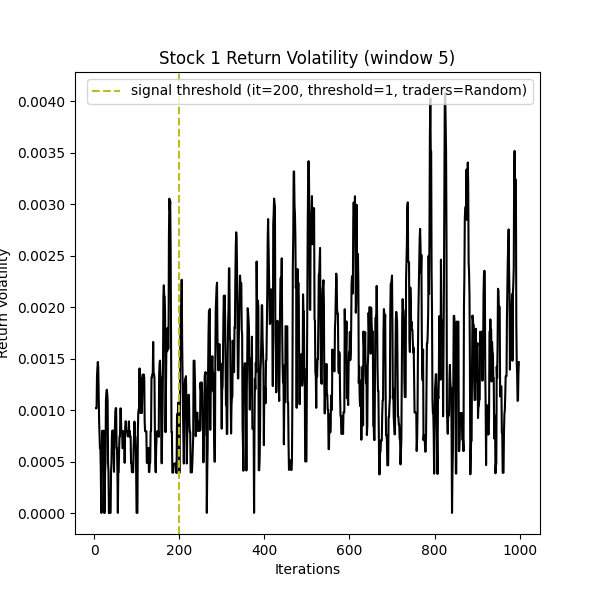 Stock 1 Return Volatility (window 5)
signal threshold (it=200, threshold=1, traders=Random)
0.0040
0.0035
0.0030
0.0025
0.0020
0.0015
0.0010
0.0005
0.0000
Return Volatility
0 200 400 600 800 1000
Iterations